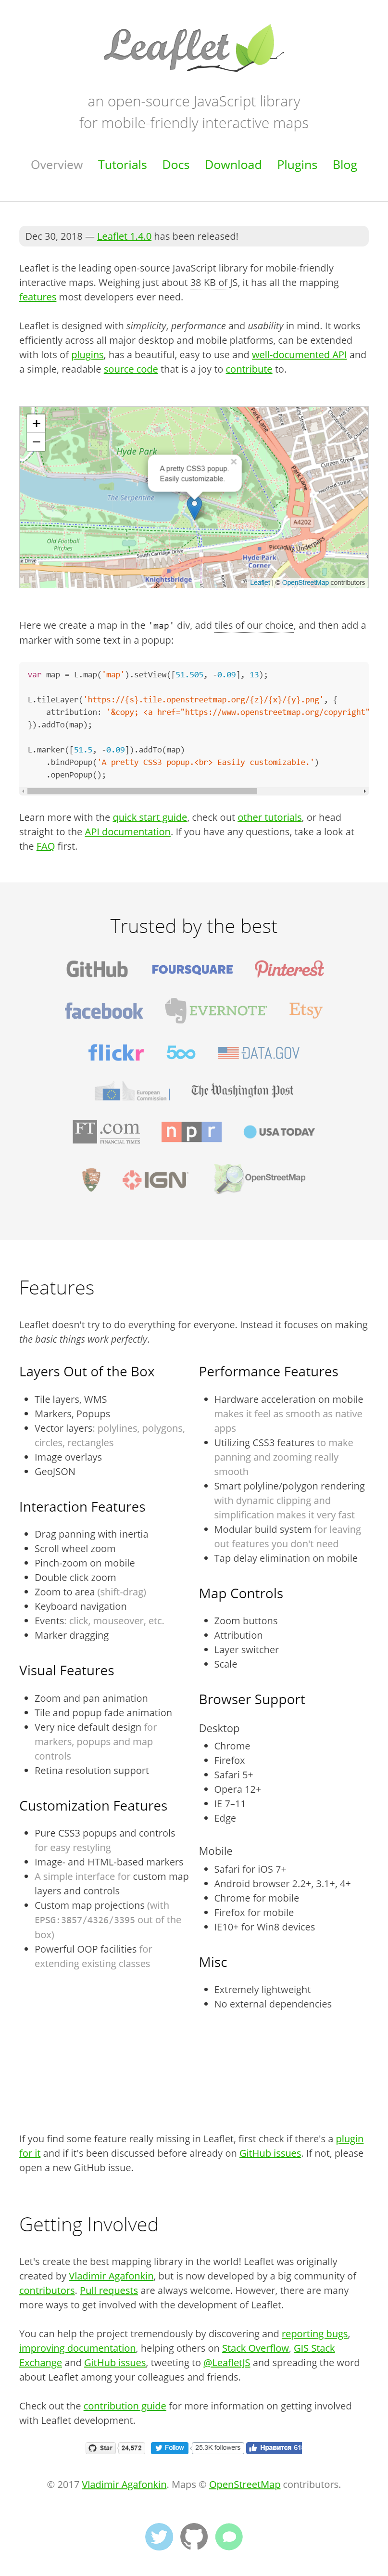 Leaflet
an open-source JavaScript library
for mobile-friendly interactive maps
Overview Tutorials Docs Download Plugins Blog
Dec 30, 2018 — Leaflet 1.4.0 has been released!
Leaflet is the leading open-source JavaScript library for mobile-friendly
interactive maps. Weighing just about 38 KB of JS, it has all the mapping
features most developers ever need.
Leaflet is designed with simplicity, performance and usability in mind. It works
efficiently across all major desktop and mobile platforms, can be extended
with lots of plugins, has a beautiful, easy to use and well-documented API and
a simple, readable source code that is a joy to contribute to.
+
−
Hyde Park
A pretty CSS3 popup.
Easily customizable.
×
The Serpentine
Park Lane
Curzon Street
A4202
Old Football
Pitches
Piccadilly Underpass
Hyde Park
Corner
Knightsbridge
Leaflet | © OpenStreetMap contributors
Here we create a map in the 'map' div, add tiles of our choice, and then add a
marker with some text in a popup:
var map = L.map('map').setView([51.505, -0.09], 13);
L.tileLayer('https://{s}.tile.openstreetmap.org/{z}/{x}/{y}.png', {
attribution: '&copy; <a href="https://www.openstreetmap.org/copyright"
}).addTo(map);
L.marker([51.5, -0.09]).addTo(map)
.bindPopup('A pretty CSS3 popup.<br> Easily customizable.')
.openPopup();
Learn more with the quick start guide, check out other tutorials, or head
straight to the API documentation. If you have any questions, take a look at
the FAQ first.
Trusted by the best
GitHub FOURSQUARE Pinterest
facebook EVERNOTE Etsy
flickr 500 DATA.GOV
European
Commission
The Washington Post
FT.com
FINANCIAL TIMES
npr USA TODAY
IGN OpenStreetMap
Features
Leaflet doesn't try to do everything for everyone. Instead it focuses on making
the basic things work perfectly.
Layers Out of the Box
Tile layers, WMS
Markers, Popups
Vector layers: polylines, polygons,
circles, rectangles
Image overlays
GeoJSON
Interaction Features
Drag panning with inertia
Scroll wheel zoom
Pinch-zoom on mobile
Double click zoom
Zoom to area (shift-drag)
Keyboard navigation
Events: click, mouseover, etc.
Marker dragging
Visual Features
Zoom and pan animation
Tile and popup fade animation
Very nice default design for
markers, popups and map
controls
Retina resolution support
Customization Features
Pure CSS3 popups and controls
for easy restyling
Image- and HTML-based markers
A simple interface for custom map
layers and controls
Custom map projections (with
EPSG:3857/4326/3395 out of the
box)
Powerful OOP facilities for
extending existing classes
Performance Features
Hardware acceleration on mobile
makes it feel as smooth as native
apps
Utilizing CSS3 features to make
panning and zooming really
smooth
Smart polyline/polygon rendering
with dynamic clipping and
simplification makes it very fast
Modular build system for leaving
out features you don't need
Tap delay elimination on mobile
Map Controls
Zoom buttons
Attribution
Layer switcher
Scale
Browser Support
Desktop
Chrome
Firefox
Safari 5+
Opera 12+
IE 7–11
Edge
Mobile
Safari for iOS 7+
Android browser 2.2+, 3.1+, 4+
Chrome for mobile
Firefox for mobile
IE10+ for Win8 devices
Misc
Extremely lightweight
No external dependencies
If you find some feature really missing in Leaflet, first check if there's a plugin
for it and if it's been discussed before already on GitHub issues. If not, please
open a new GitHub issue.
Getting Involved
Let's create the best mapping library in the world! Leaflet was originally
created by Vladimir Agafonkin, but is now developed by a big community of
contributors. Pull requests are always welcome. However, there are many
more ways to get involved with the development of Leaflet.
You can help the project tremendously by discovering and reporting bugs,
improving documentation, helping others on Stack Overflow, GIS Stack
Exchange and GitHub issues, tweeting to @LeafletJS and spreading the word
about Leaflet among your colleagues and friends.
Check out the contribution guide for more information on getting involved
with Leaflet development.
Star 24,572 Follow 25.3K followers Нравится 61
© 2017 Vladimir Agafonkin. Maps © OpenStreetMap contributors.